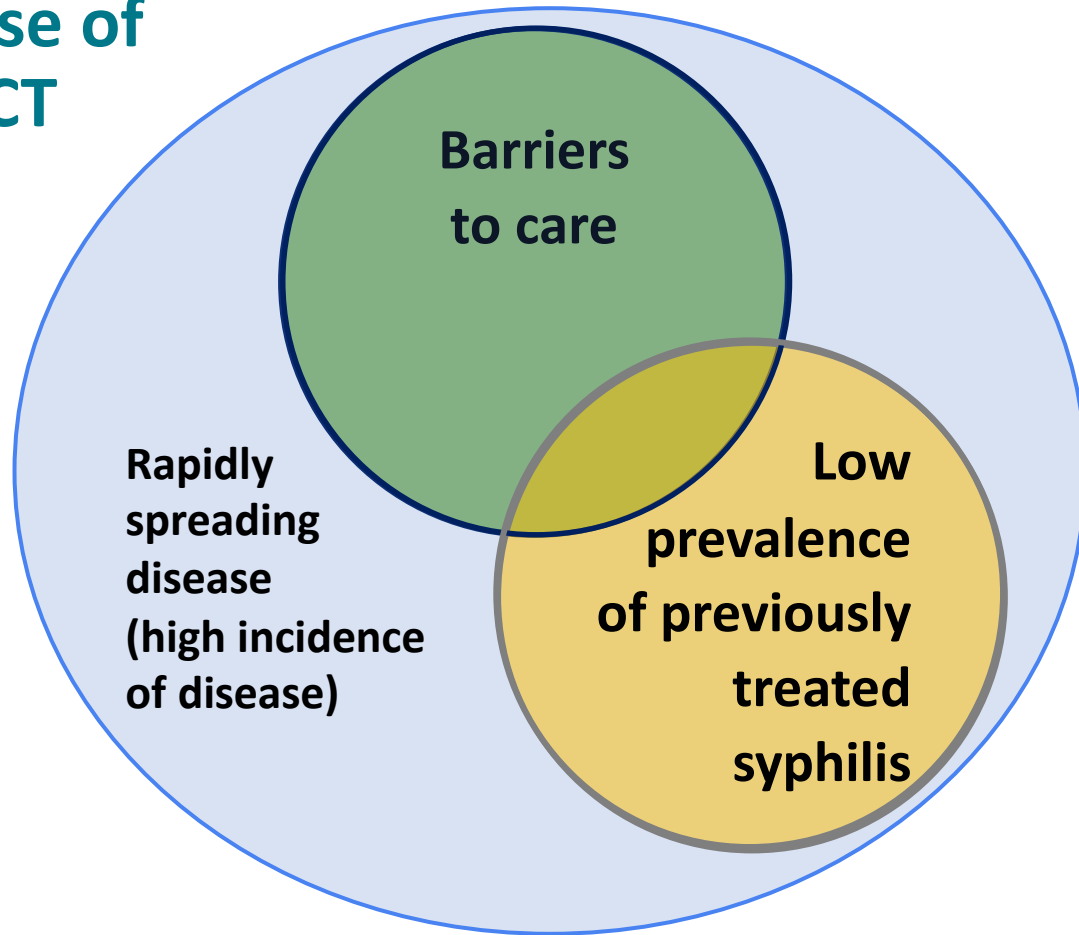 se of
CT
Barriers
to care
Rapidly
spreading
disease
(high incidence
of disease)
Low
prevalence
of previously
treated
syphilis